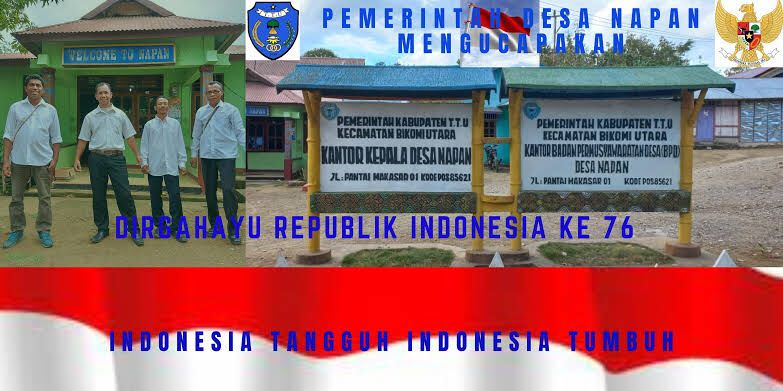 PEMERINTAH DESA NAPAN
MENGUCAPAKAN
WELCOME TO NAPAN
T.T.U
PEMERINTAH KABUPATEN T.T.U
KECAMATAN BIKOMI UTARA
KANTOR KEPALA DESA NAPAN
JL: PANTAI MAKASAR 01 KODE POS 85621
PEMERINTAH KABUPATEN T.T.U
KECAMATAN BIKOMI UTARA
KANTOR BADAN PERMUSYAWARATAN DESA (BPD)
DESA NAPAN
JL: PANTAI MAKASAR 01 KODE POS 85621
DIRGAHAYU REPUBLIK INDONESIA KE 76
INDONESIA TANGGUH INDONESIA TUMBUH